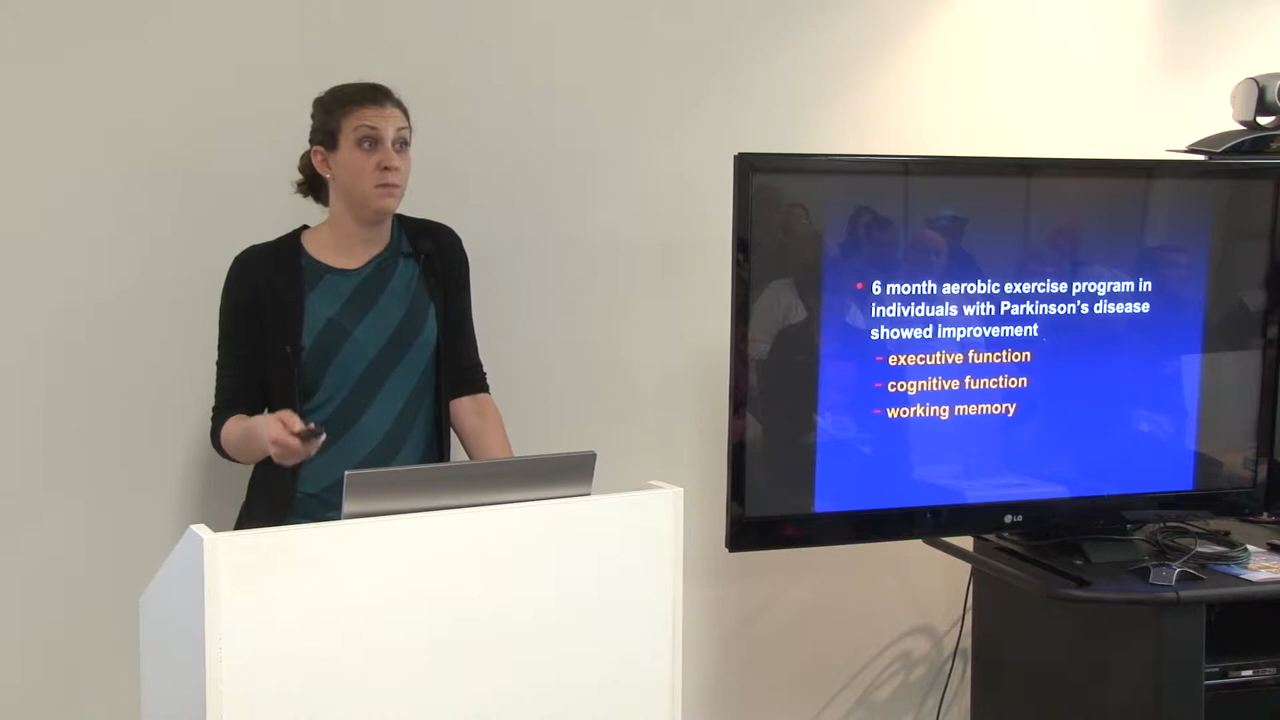 • 6 month aerobic exercise program in
individuals with Parkinson's disease
showed improvement
– executive function
– cognitive function
– working memory
LG